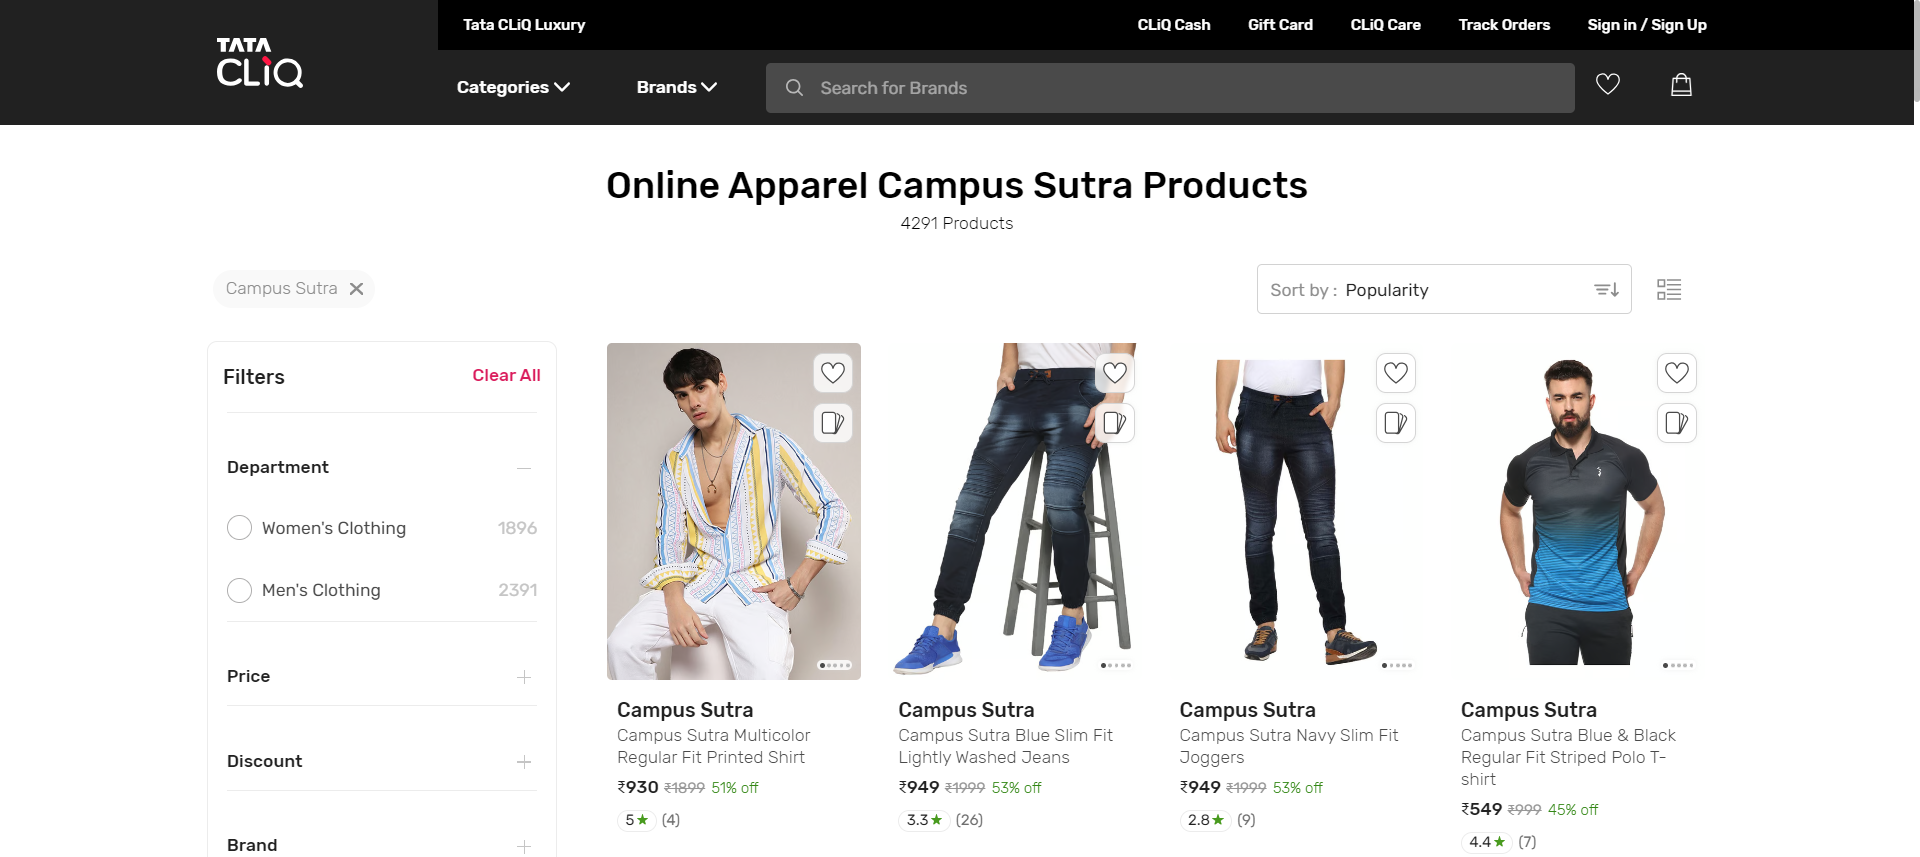 Tata CLiQ Luxury
CLiQ Cash
Gift Card
CLiQ Care
Track Orders
Sign in / Sign Up
TATA
CLiQ
Categories
Brands
Search for Brands
Online Apparel Campus Sutra Products
4291 Products
Campus Sutra
Sort by : Popularity
Filters
Clear All
Department
Women's Clothing 1896
Men's Clothing 2391
Price
Discount
Brand
Campus Sutra
Campus Sutra Multicolor
Regular Fit Printed Shirt
₹930 ₹1899 51% off
5 ★ (4)
Campus Sutra
Campus Sutra Blue Slim Fit
Lightly Washed Jeans
₹949 ₹1999 53% off
3.3 ★ (26)
Campus Sutra
Campus Sutra Navy Slim Fit
Joggers
₹949 ₹1999 53% off
2.8 ★ (9)
Campus Sutra
Campus Sutra Blue & Black
Regular Fit Striped Polo T-
shirt
₹549 ₹999 45% off
4.4 ★ (7)